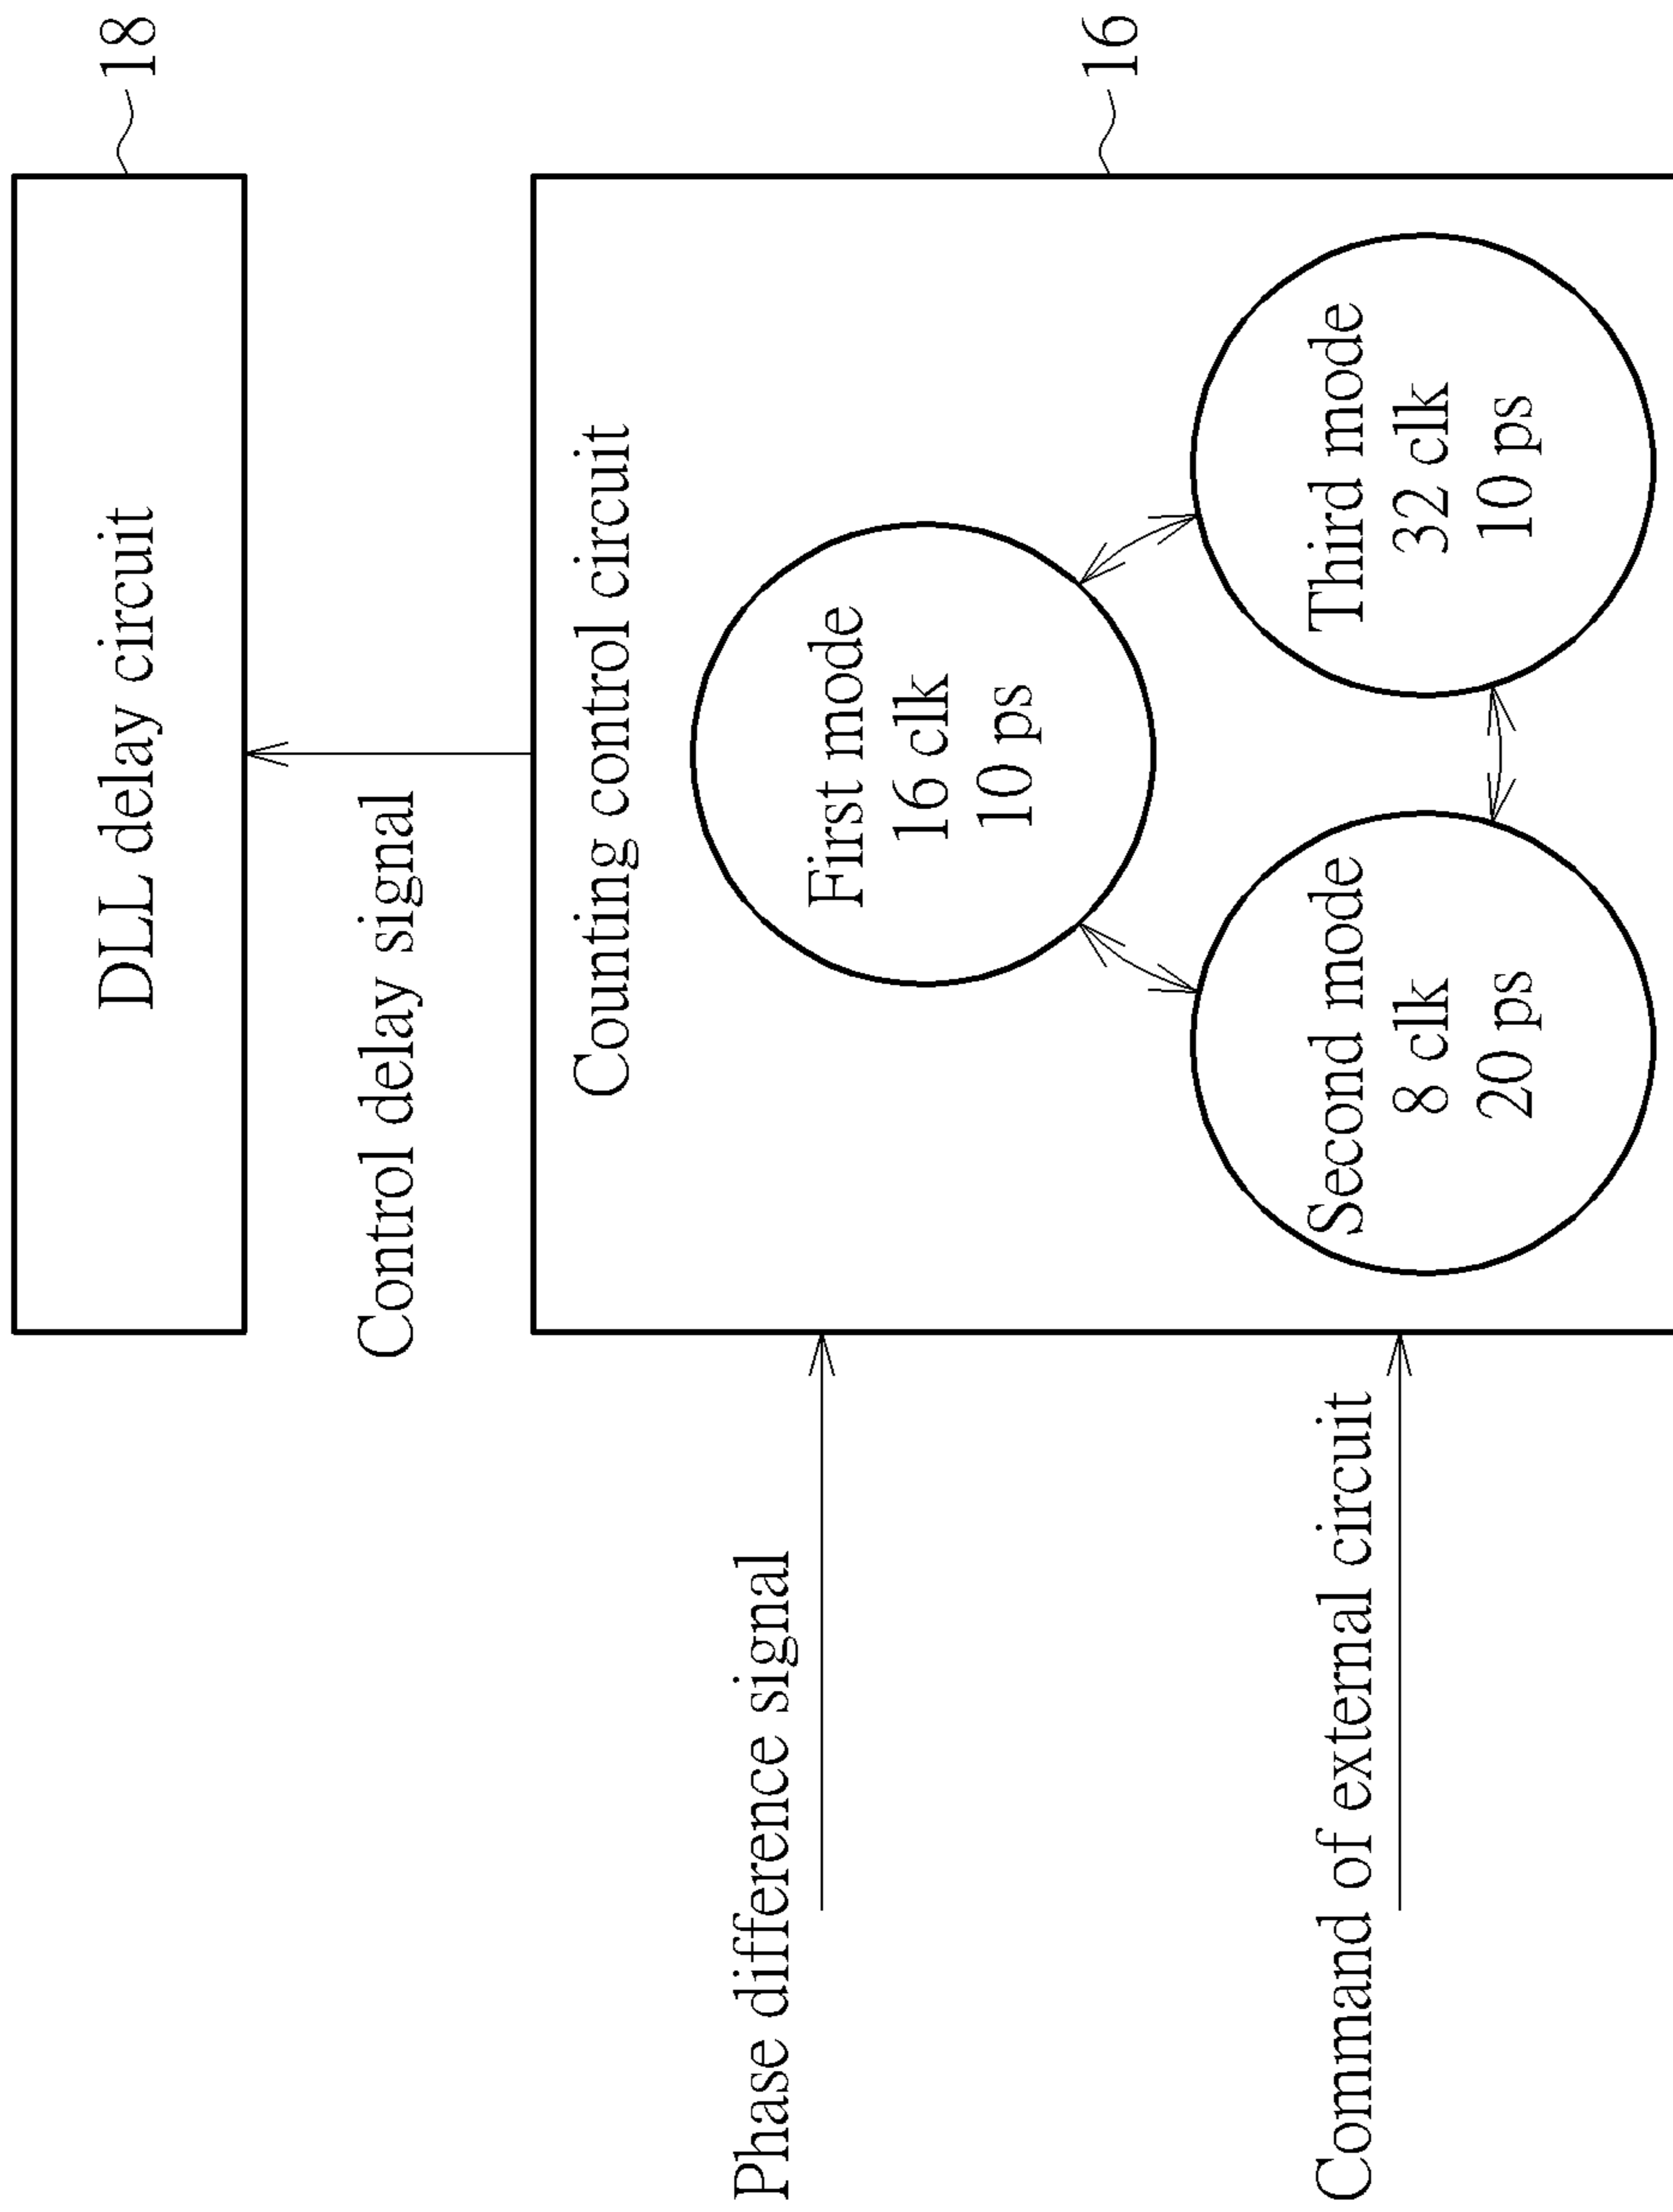 DLL delay circuit
18
Control delay signal
Counting control circuit
16
First mode
16 clk
10 ps
Second mode
8 clk
20 ps
Third mode
32 clk
10 ps
Phase difference signal
Command of external circuit